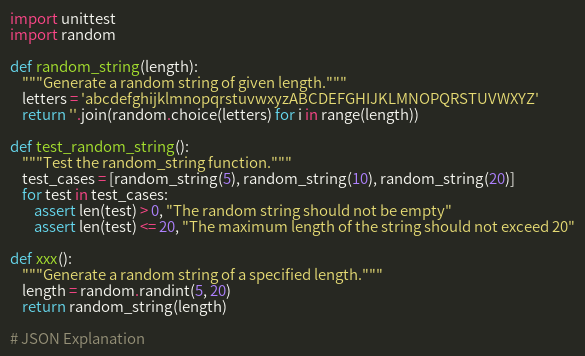 import unittest
import random

def random_string(length):
    """Generate a random string of given length."""
    letters = 'abcdefghijklmnopqrstuvwxyzABCDEFGHIJKLMNOPQRSTUVWXYZ'
    return ''.join(random.choice(letters) for i in range(length))

def test_random_string():
    """Test the random_string function."""
    test_cases = [random_string(5), random_string(10), random_string(20)]
    for test in test_cases:
        assert len(test) > 0, "The random string should not be empty"
        assert len(test) <= 20, "The maximum length of the string should not exceed 20"

def xxx():
    """Generate a random string of a specified length."""
    length = random.randint(5, 20)
    return random_string(length)

# JSON Explanation